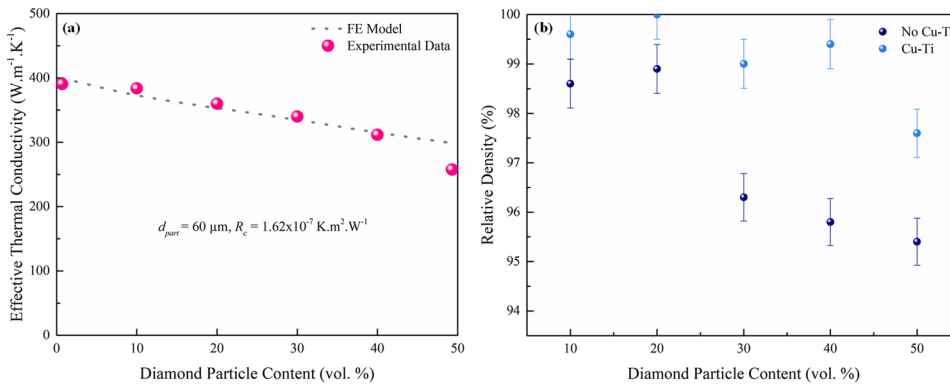 (a)
FE Model
Experimental Data
Effective Thermal Conductivity (W.m⁻¹.K⁻¹)
500
400
300
200
100
0
d_part = 60 µm, R_c = 1.62x10⁻⁷ K.m².W⁻¹
0 10 20 30 40 50
Diamond Particle Content (vol. %)
(b)
No Cu-T
Cu-Ti
Relative Density (%)
100
99
98
97
96
95
94
10 20 30 40 50
Diamond Particle Content (vol. %)